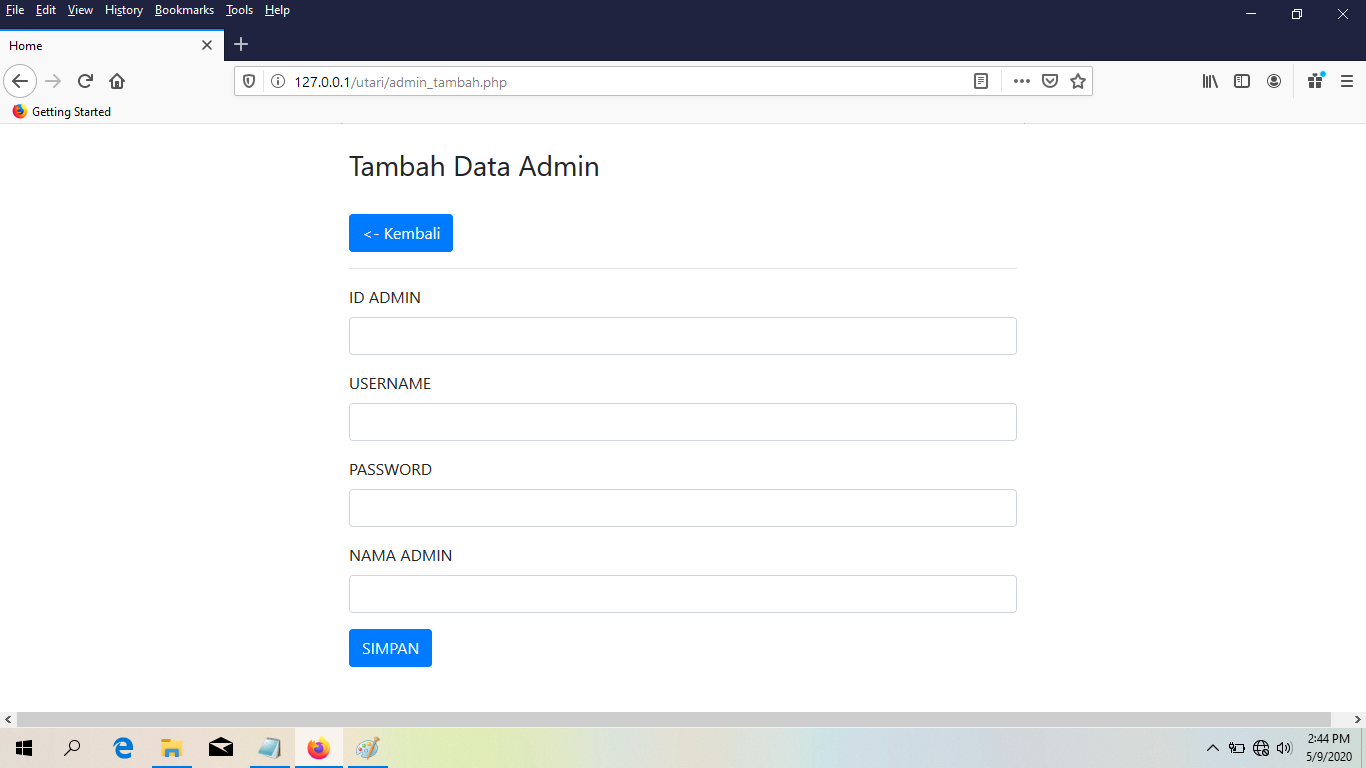 File Edit View History Bookmarks Tools Help
Home
127.0.0.1/utari/admin_tambah.php
Getting Started
Tambah Data Admin
<- Kembali
ID ADMIN
USERNAME
PASSWORD
NAMA ADMIN
SIMPAN
2:44 PM
5/9/2020